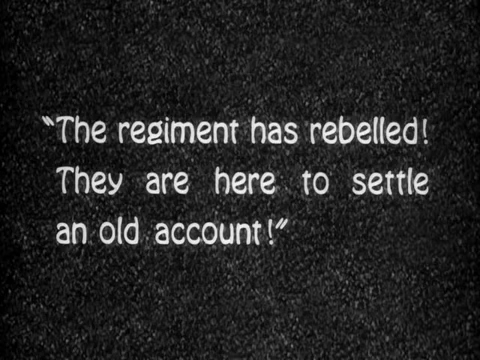 “The regiment has rebelled!
They are here to settle
an old account!”